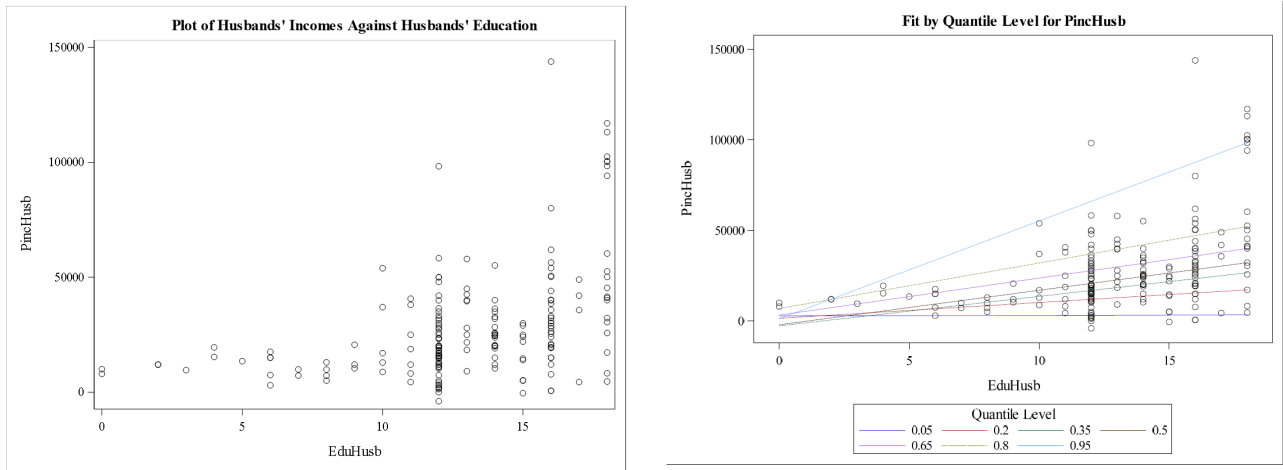 Plot of Husbands' Incomes Against Husbands' Education
150000
100000
50000
0
PincHusb
0 5 10 15
EduHusb
Fit by Quantile Level for PincHusb
150000
100000
50000
0
PincHusb
0 5 10 15
EduHusb
Quantile Level
0.05 0.2 0.35 0.5
0.65 0.8 0.95